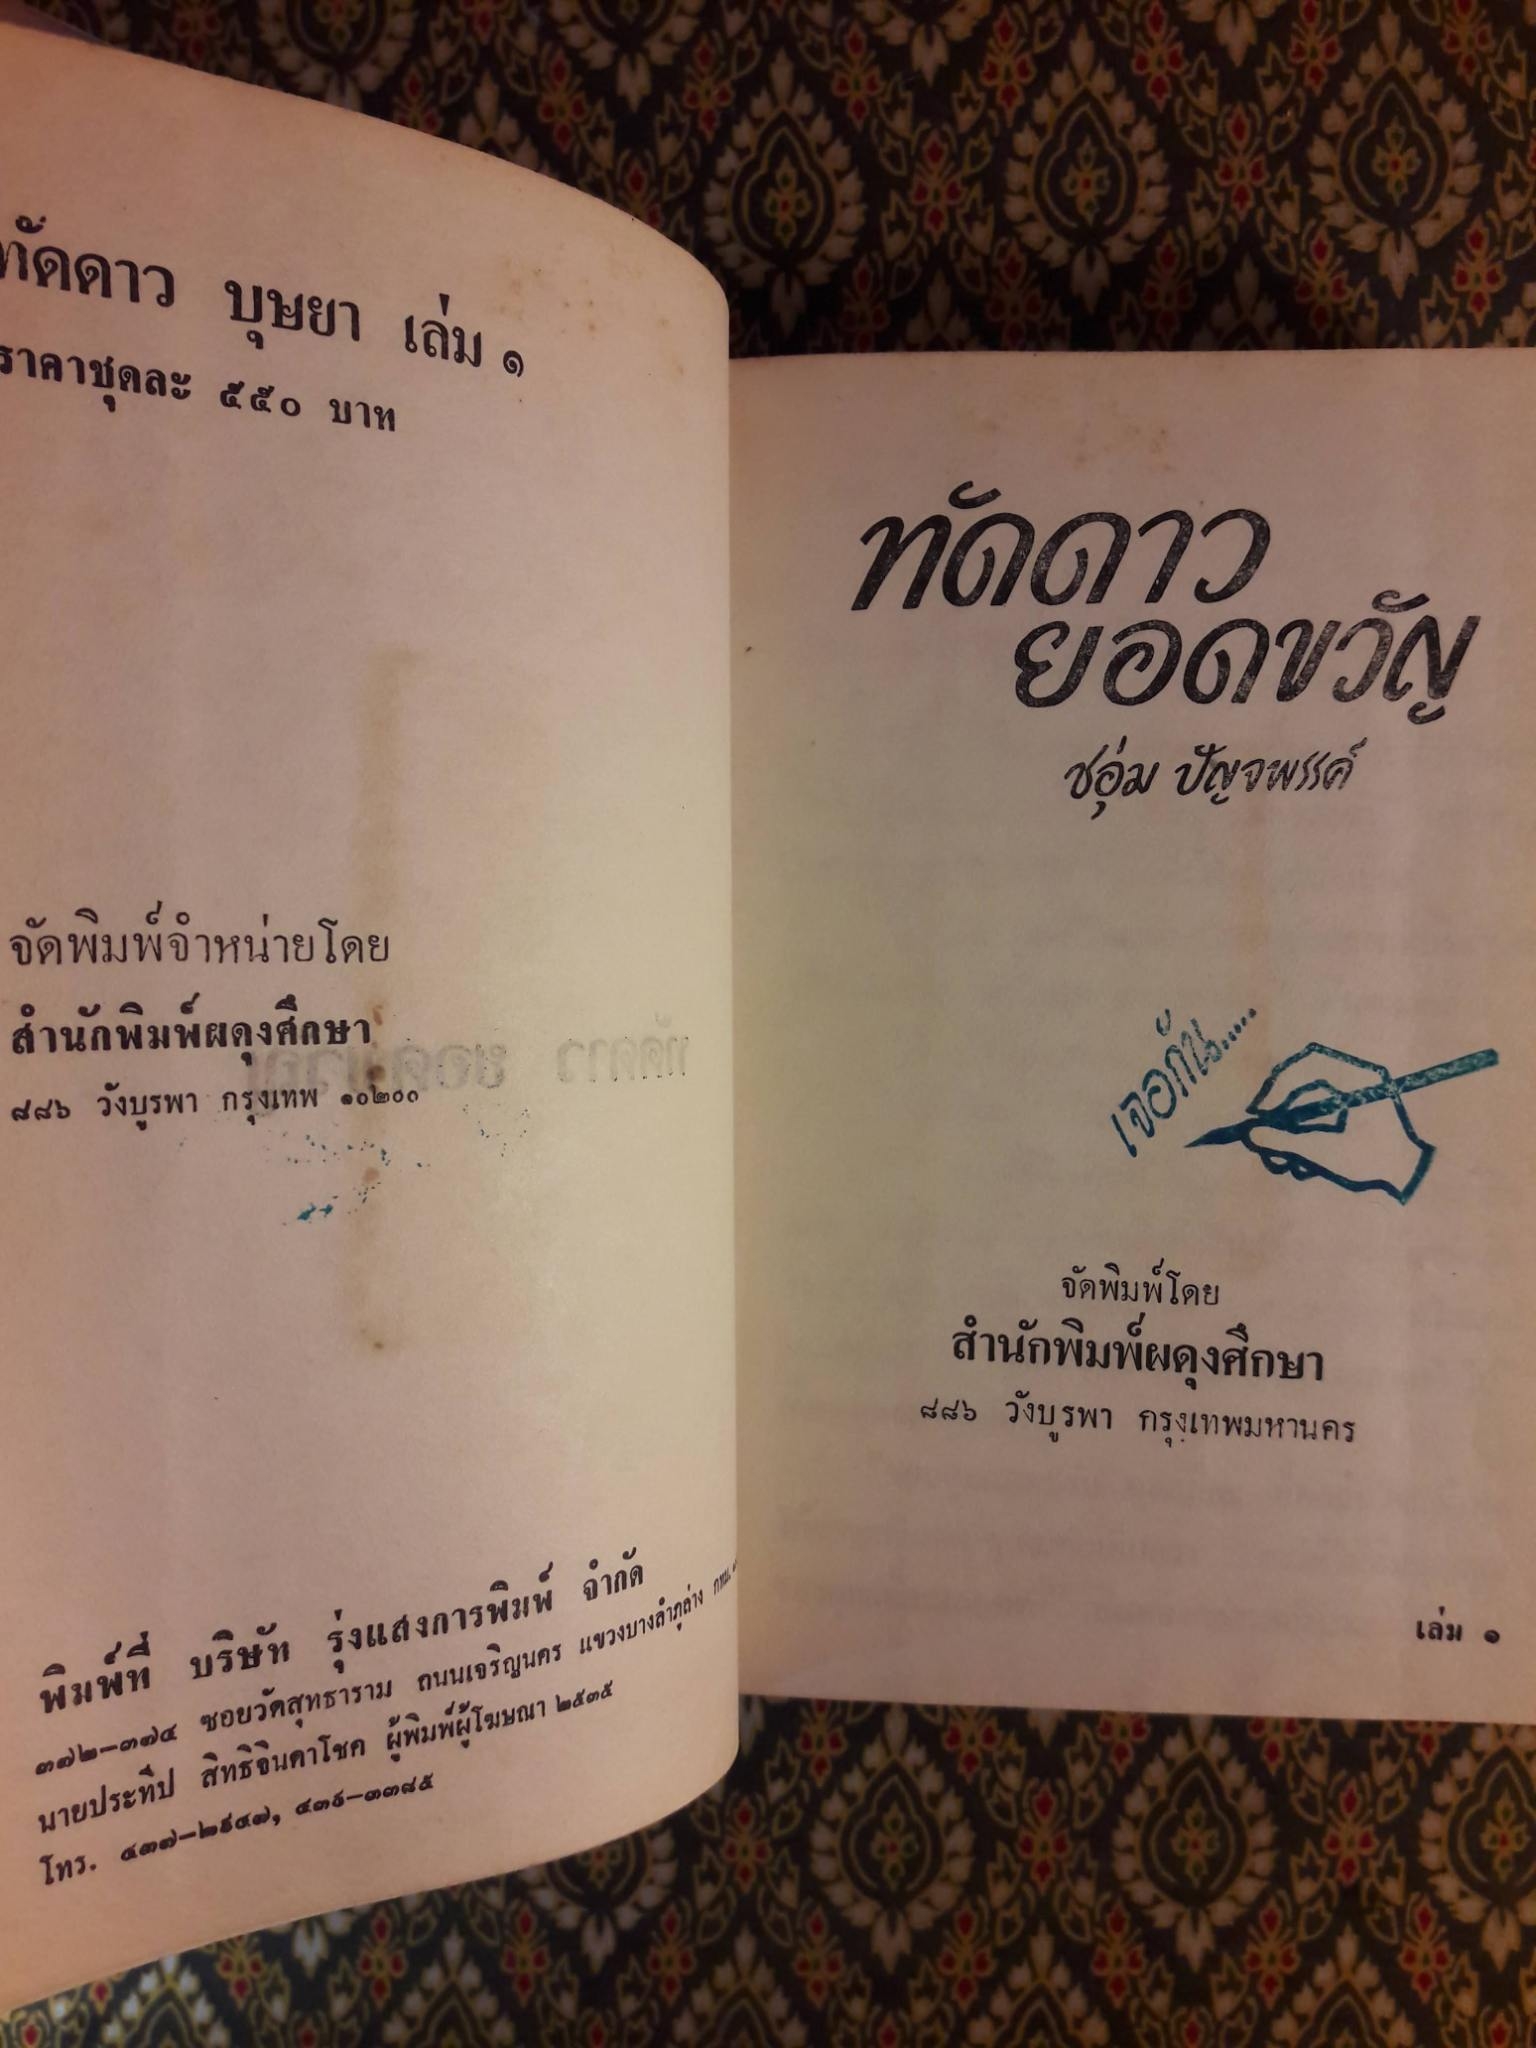 ทัดดาว บุษยา เล่ม ๑
ราคาชุดละ ๕๕๐ บาท
จัดพิมพ์จำหน่ายโดย
สำนักพิมพ์ผดุงศึกษา
๘๘๖ วังบูรพา กรุงเทพ ๑๐๒๐๐
พิมพ์ที่ บริษัท รุ่งแสงการพิมพ์ จำกัด
๓๗๒–๓๗๔ ซอยวัดสุทธาราม ถนนเจริญนคร แขวงบางลำภูล่าง กทม.
นายประทีป สิทธิจินดาโชค ผู้พิมพ์ผู้โฆษณา ๒๕๓๕
โทร. ๔๓๗–๒๙๔๗, ๔๓๙–๓๓๘๕
ทัดดาว
ยอดขวัญ
ชอุ่ม ปัญจพรรค์
เจอกัน.....
จัดพิมพ์โดย
สำนักพิมพ์ผดุงศึกษา
๘๘๖ วังบูรพา กรุงเทพมหานคร
เล่ม ๑